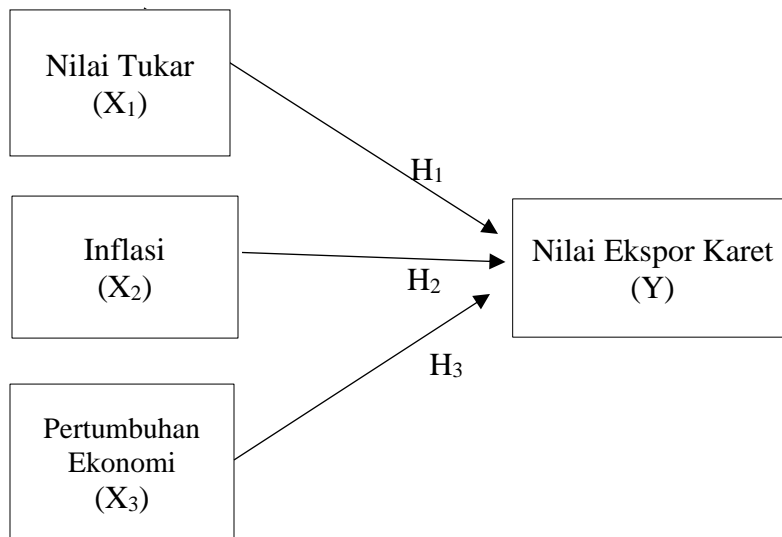 Nilai Tukar
(X₁)
H₁
Inflasi
(X₂)
H₂
Nilai Ekspor Karet
(Y)
H₃
Pertumbuhan
Ekonomi
(X₃)